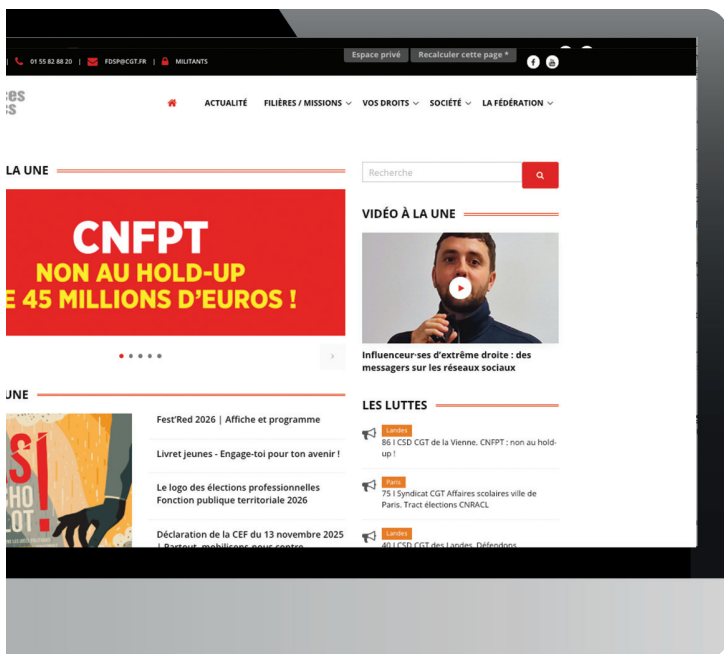 Espace privé Recalculer cette page *
| 01 55 82 88 20 | FDSP@CGT.FR | MILITANTS
ACTUALITÉ FILIÈRES / MISSIONS VOS DROITS SOCIÉTÉ LA FÉDÉRATION
LA UNE
CNFPT
NON AU HOLD-UP
E 45 MILLIONS D'EUROS !
Recherche
VIDÉO À LA UNE
Influenceur·ses d'extrême droite : des
messagers sur les réseaux sociaux
UNE
Fest'Red 2026 | Affiche et programme
Livret jeunes - Engage-toi pour ton avenir !
Le logo des élections professionnelles
Fonction publique territoriale 2026
Déclaration de la CEF du 13 novembre 2025
| Partout, mobilisons-nous contre
LES LUTTES
Landes
86 I CSD CGT de la Vienne. CNFPT : non au hold-
up !
Paris
75 I Syndicat CGT Affaires scolaires ville de
Paris. Tract élections CNRACL
Landes
40 I CSD CGT des Landes. Défendons